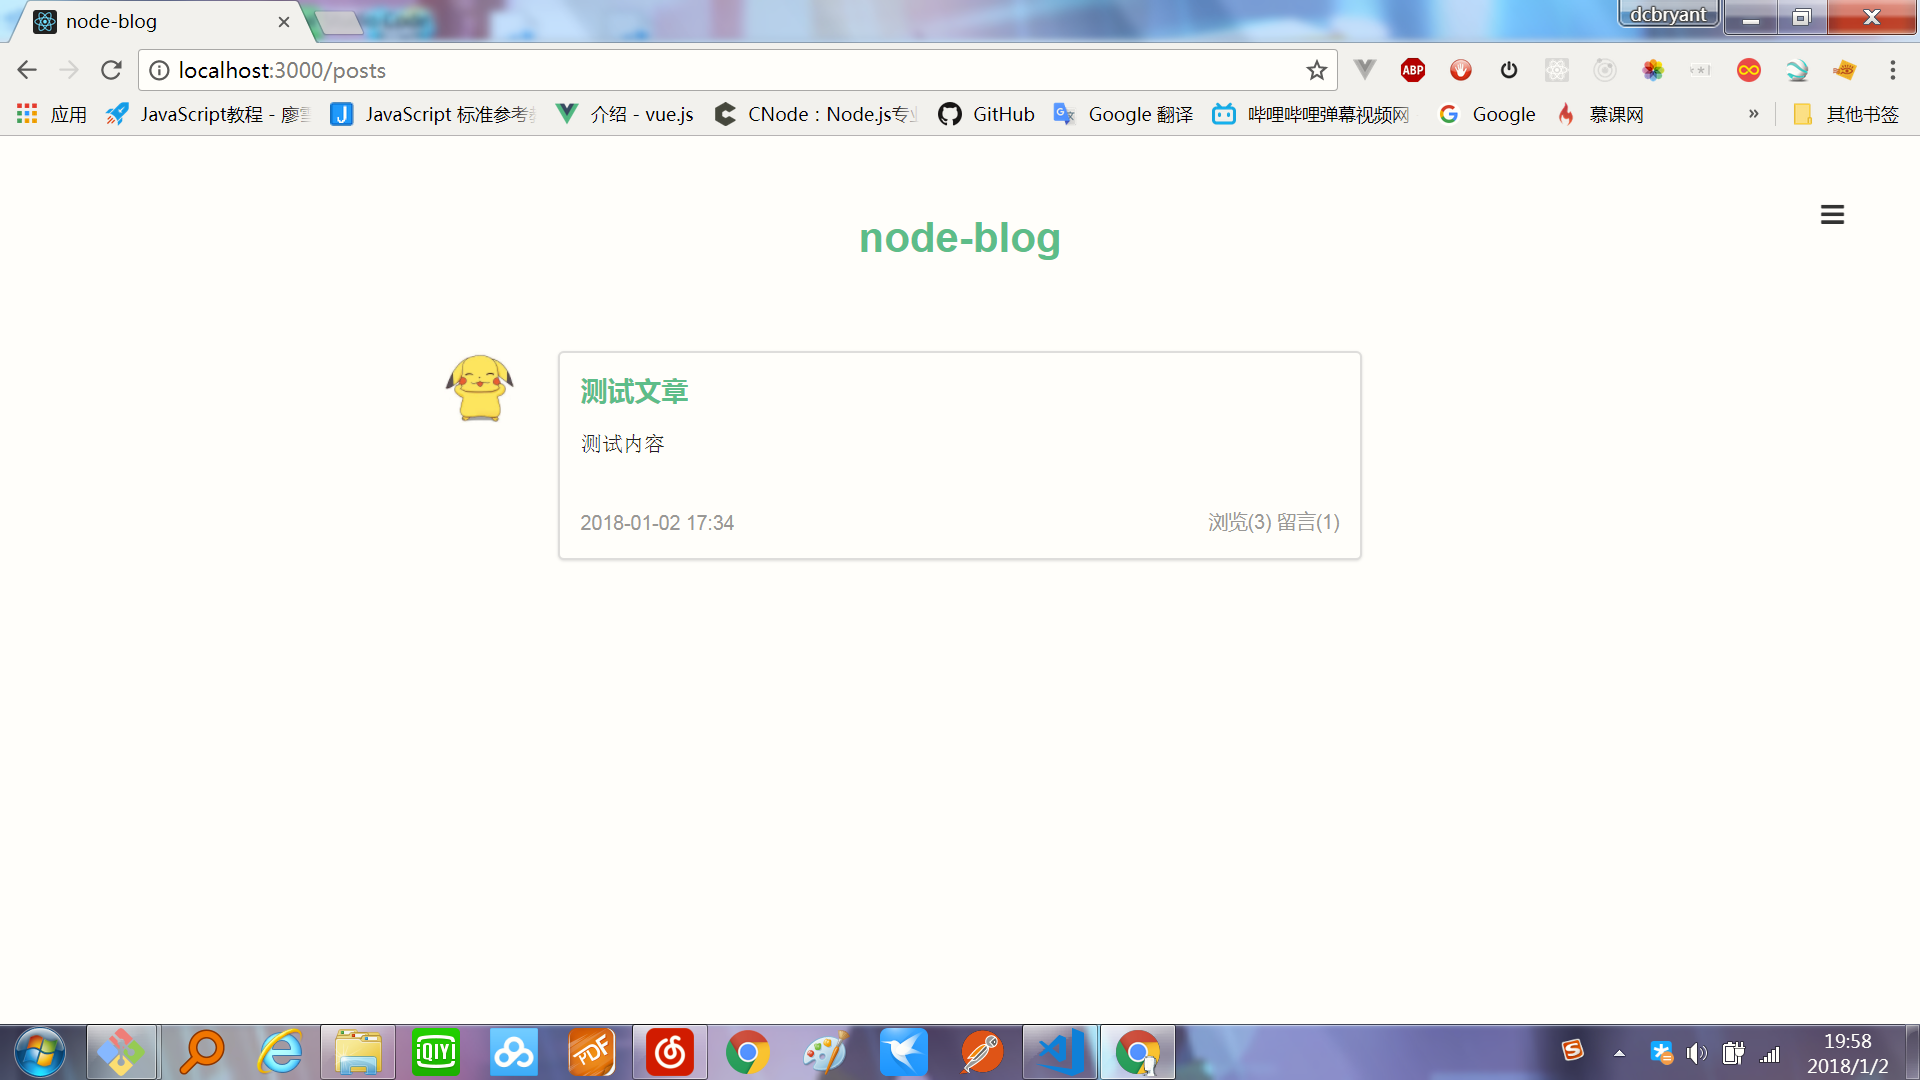 node-blog
dcbryant
localhost:3000/posts
ABP
应用
JavaScript教程 - 廖
JavaScript 标准参考
介绍 - vue.js
CNode：Node.js专
GitHub
Google 翻译
哔哩哔哩弹幕视频网
Google
慕课网
»
其他书签
node-blog
测试文章
测试内容
2018-01-02 17:34
浏览(3) 留言(1)
iQIYI
PDF
19:58
2018/1/2